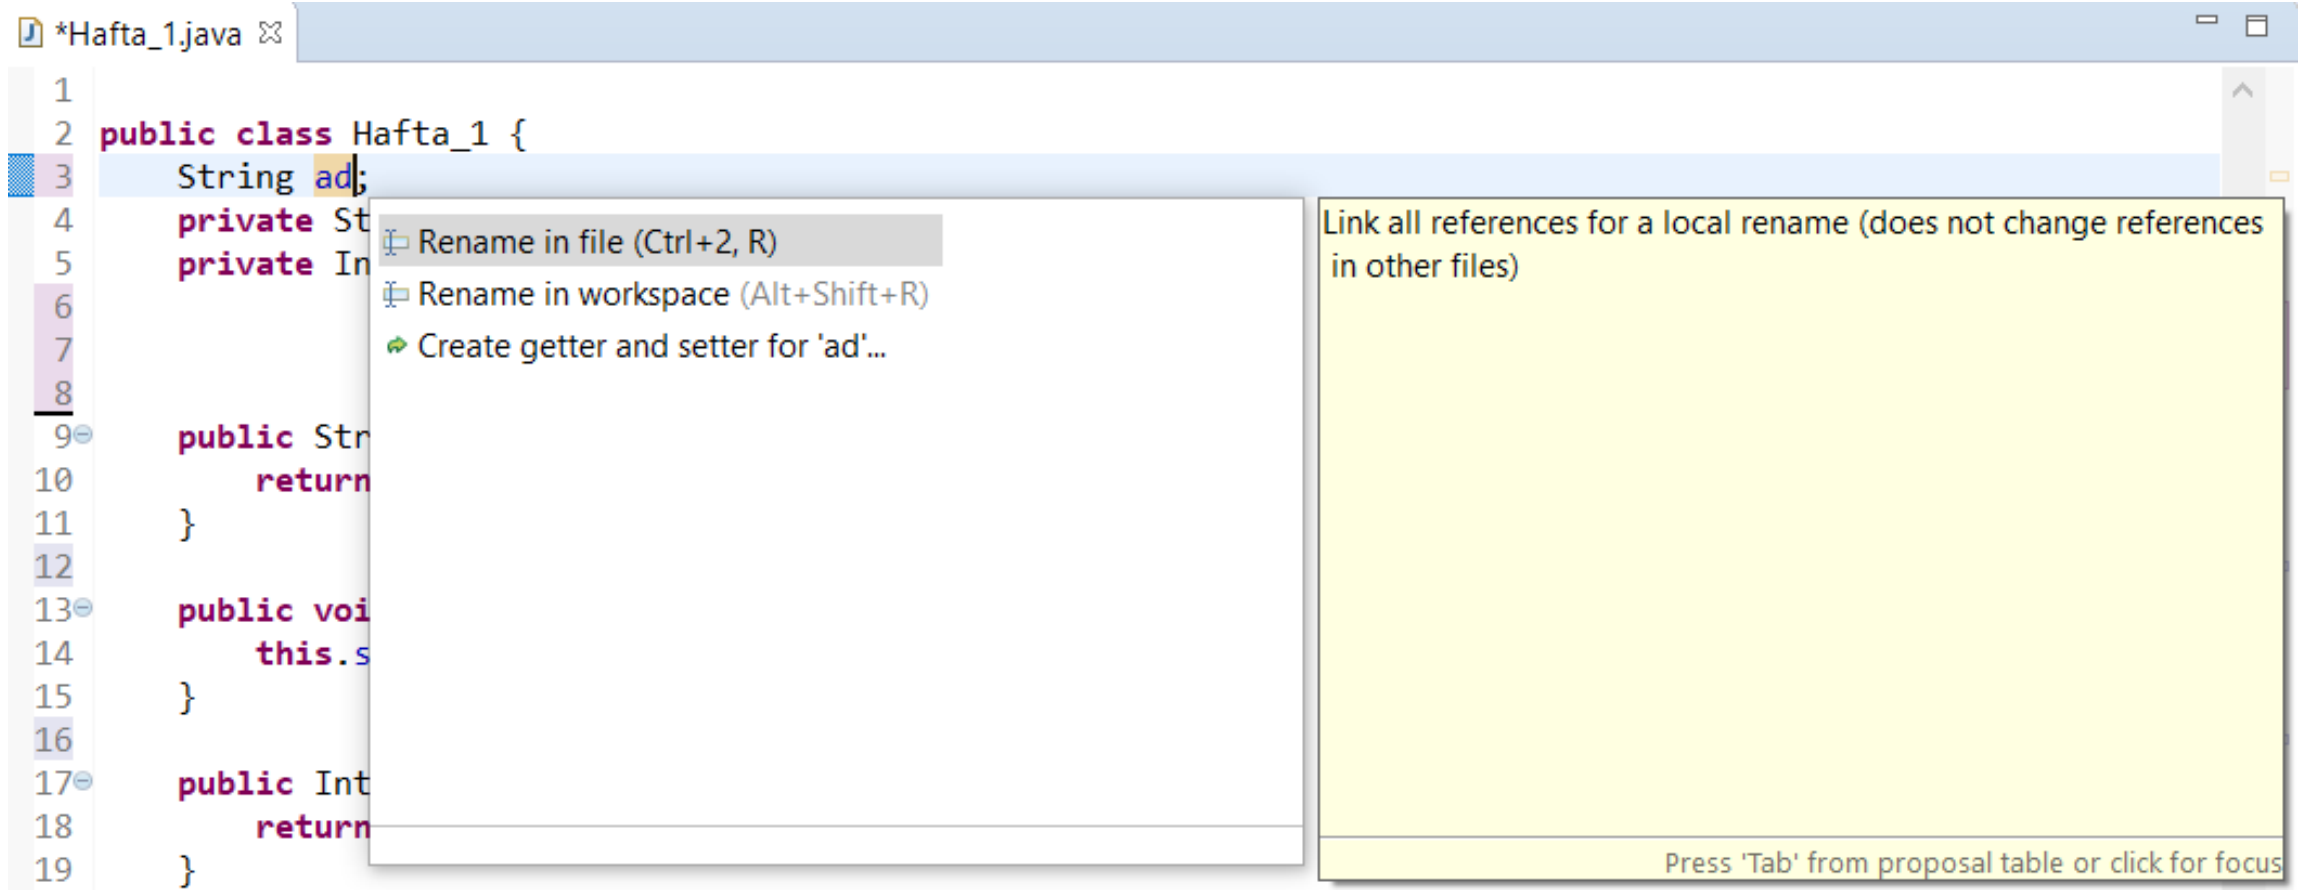 *Hafta_1.java
1
2 public class Hafta_1 {
3 String ad;
4 private St
5 private In
6
7
8
9 public Str
10 return
11 }
12
13 public voi
14 this.s
15 }
16
17 public Int
18 return
19 }
Rename in file (Ctrl+2, R)
Rename in workspace (Alt+Shift+R)
Create getter and setter for 'ad'...
Link all references for a local rename (does not change references
in other files)
Press 'Tab' from proposal table or click for focus